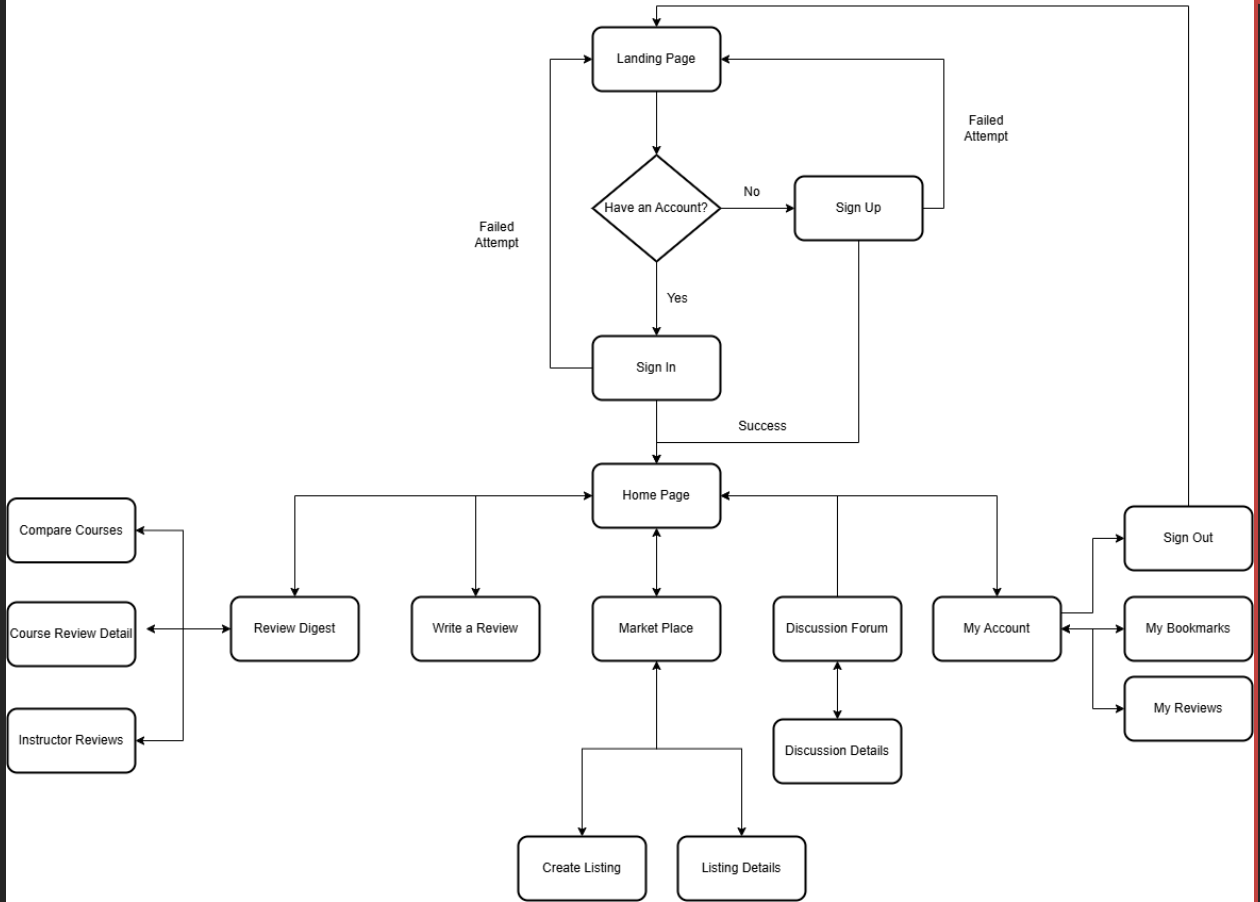 Landing Page
Failed
Attempt
Have an Account?
No
Sign Up
Failed
Attempt
Yes
Sign In
Success
Home Page
Compare Courses
Sign Out
Course Review Detail
Review Digest
Write a Review
Market Place
Discussion Forum
My Account
My Bookmarks
My Reviews
Instructor Reviews
Discussion Details
Create Listing
Listing Details